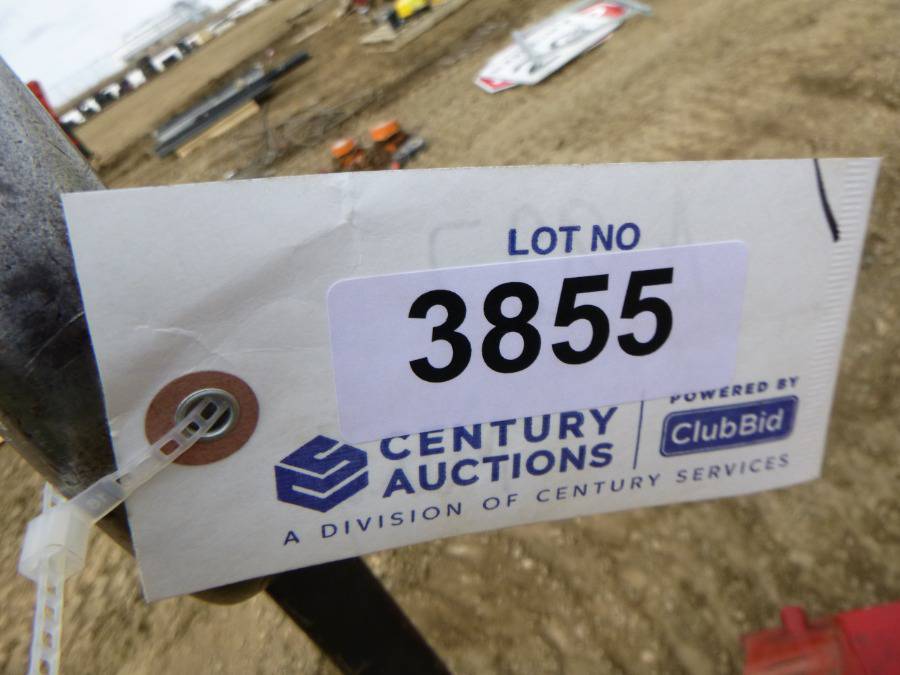 LOT NO
3855
CENTURY
AUCTIONS
POWERED BY
ClubBid
A DIVISION OF CENTURY SERVICES